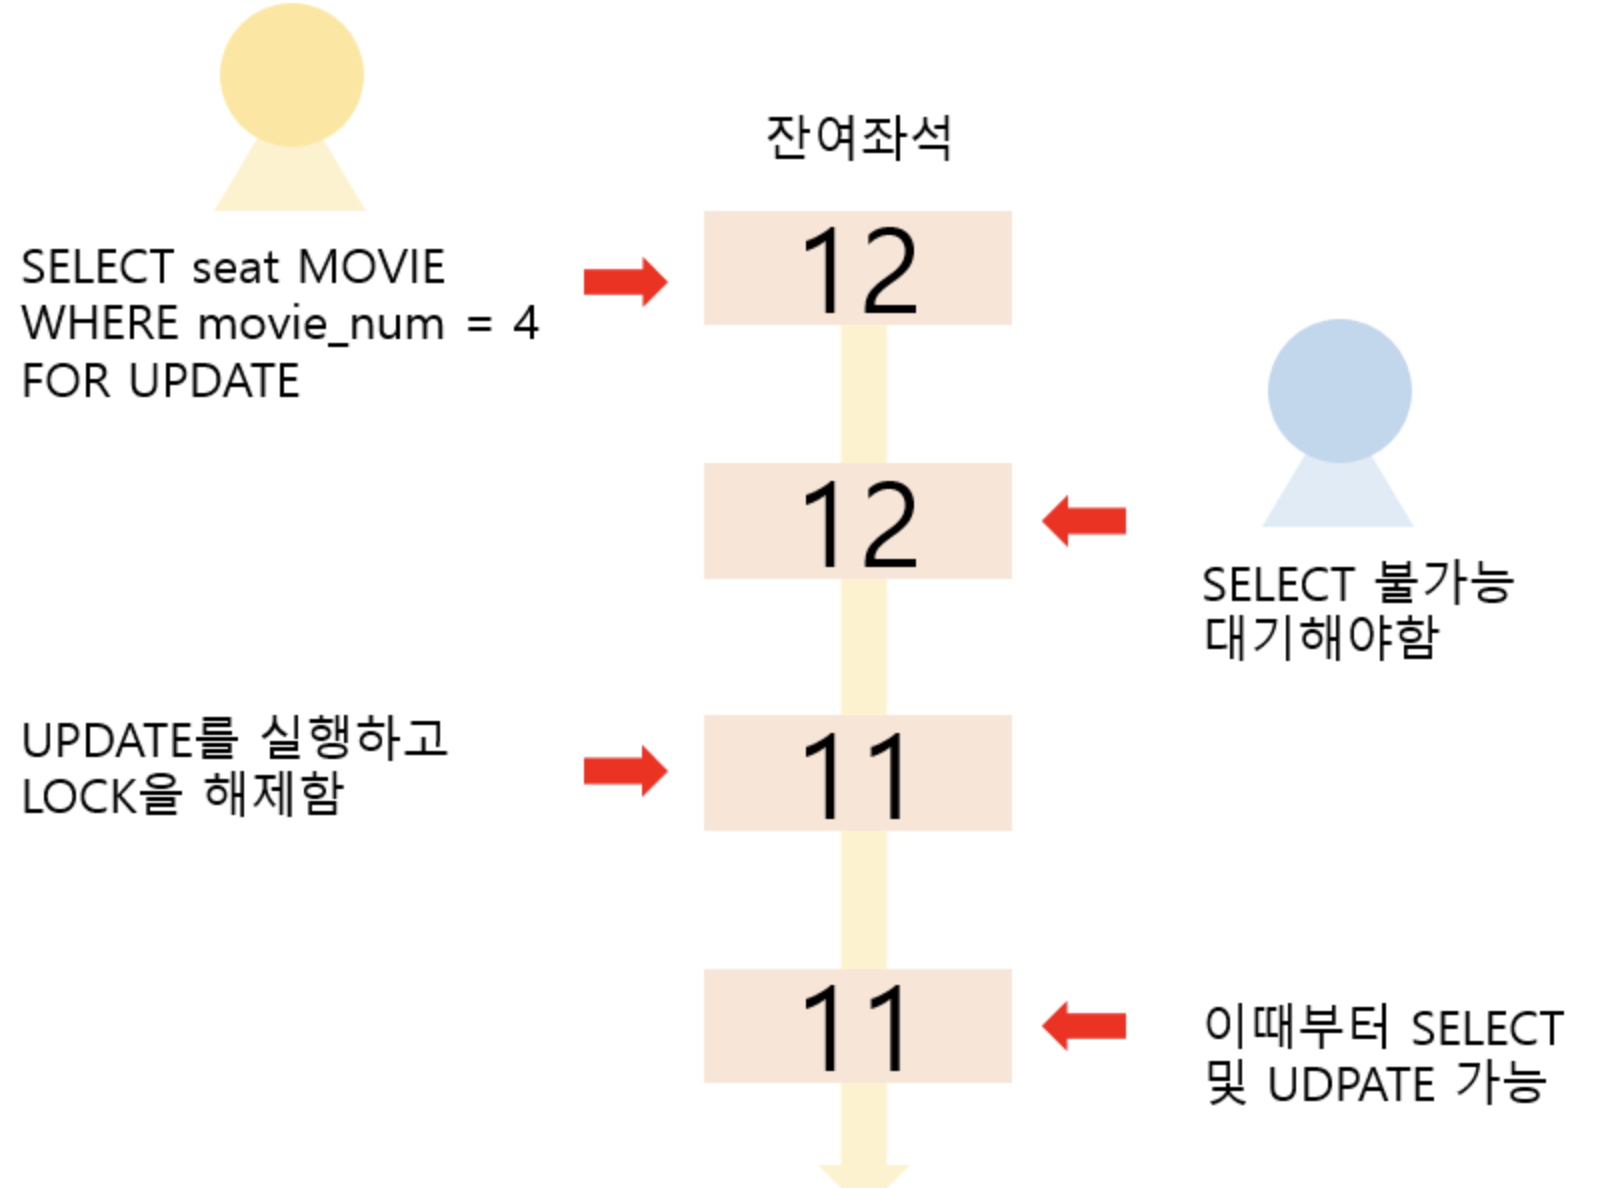 잔여좌석
12
SELECT seat MOVIE
WHERE movie_num = 4
FOR UPDATE
12
SELECT 불가능
대기해야함
UPDATE를 실행하고
LOCK을 해제함
11
11
이때부터 SELECT
및 UDPATE 가능